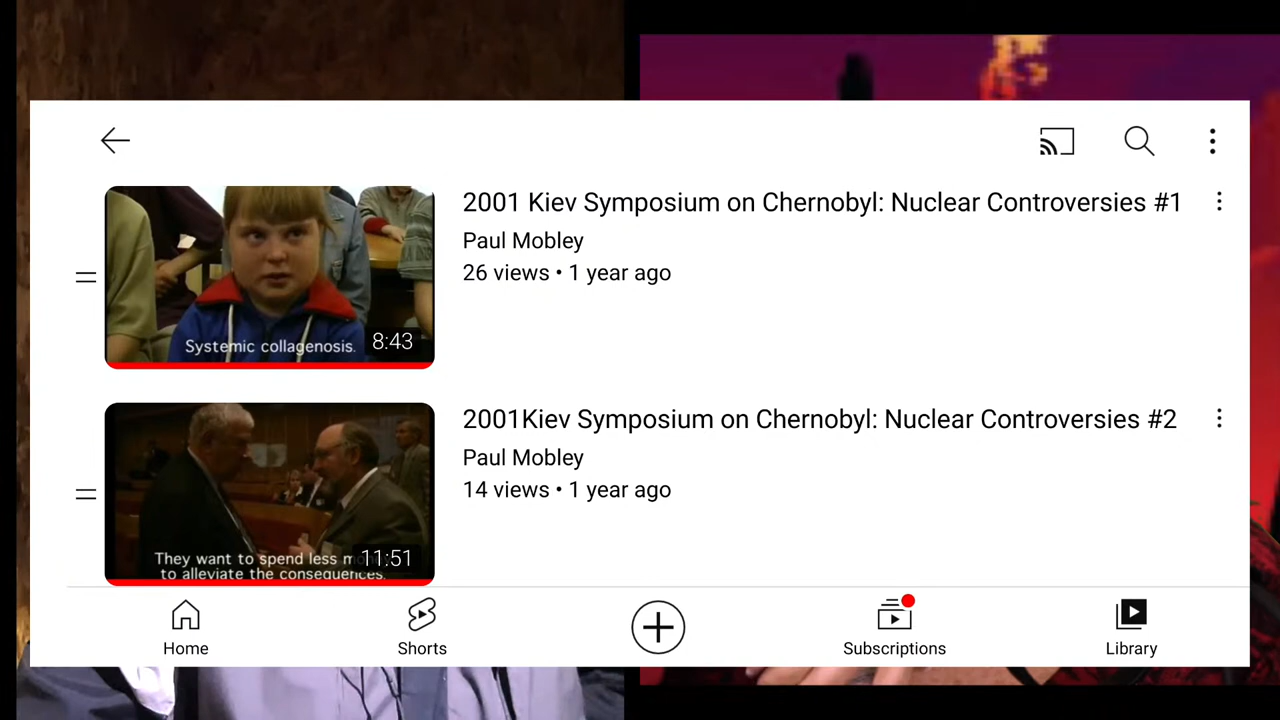 2001 Kiev Symposium on Chernobyl: Nuclear Controversies #1
Paul Mobley
26 views • 1 year ago
Systemic collagenosis.
8:43
2001Kiev Symposium on Chernobyl: Nuclear Controversies #2
Paul Mobley
14 views • 1 year ago
They want to spend less
11:51
to alleviate the consequences.
Home
Shorts
Subscriptions
Library